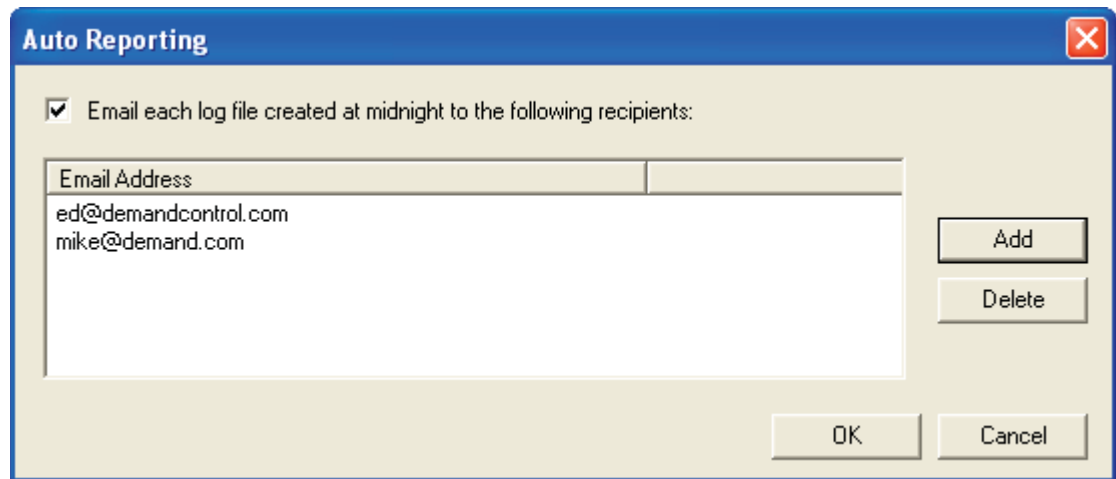 Auto Reporting
Email each log file created at midnight to the following recipients:
Email Address
ed@demandcontrol.com
mike@demand.com
Add
Delete
OK
Cancel